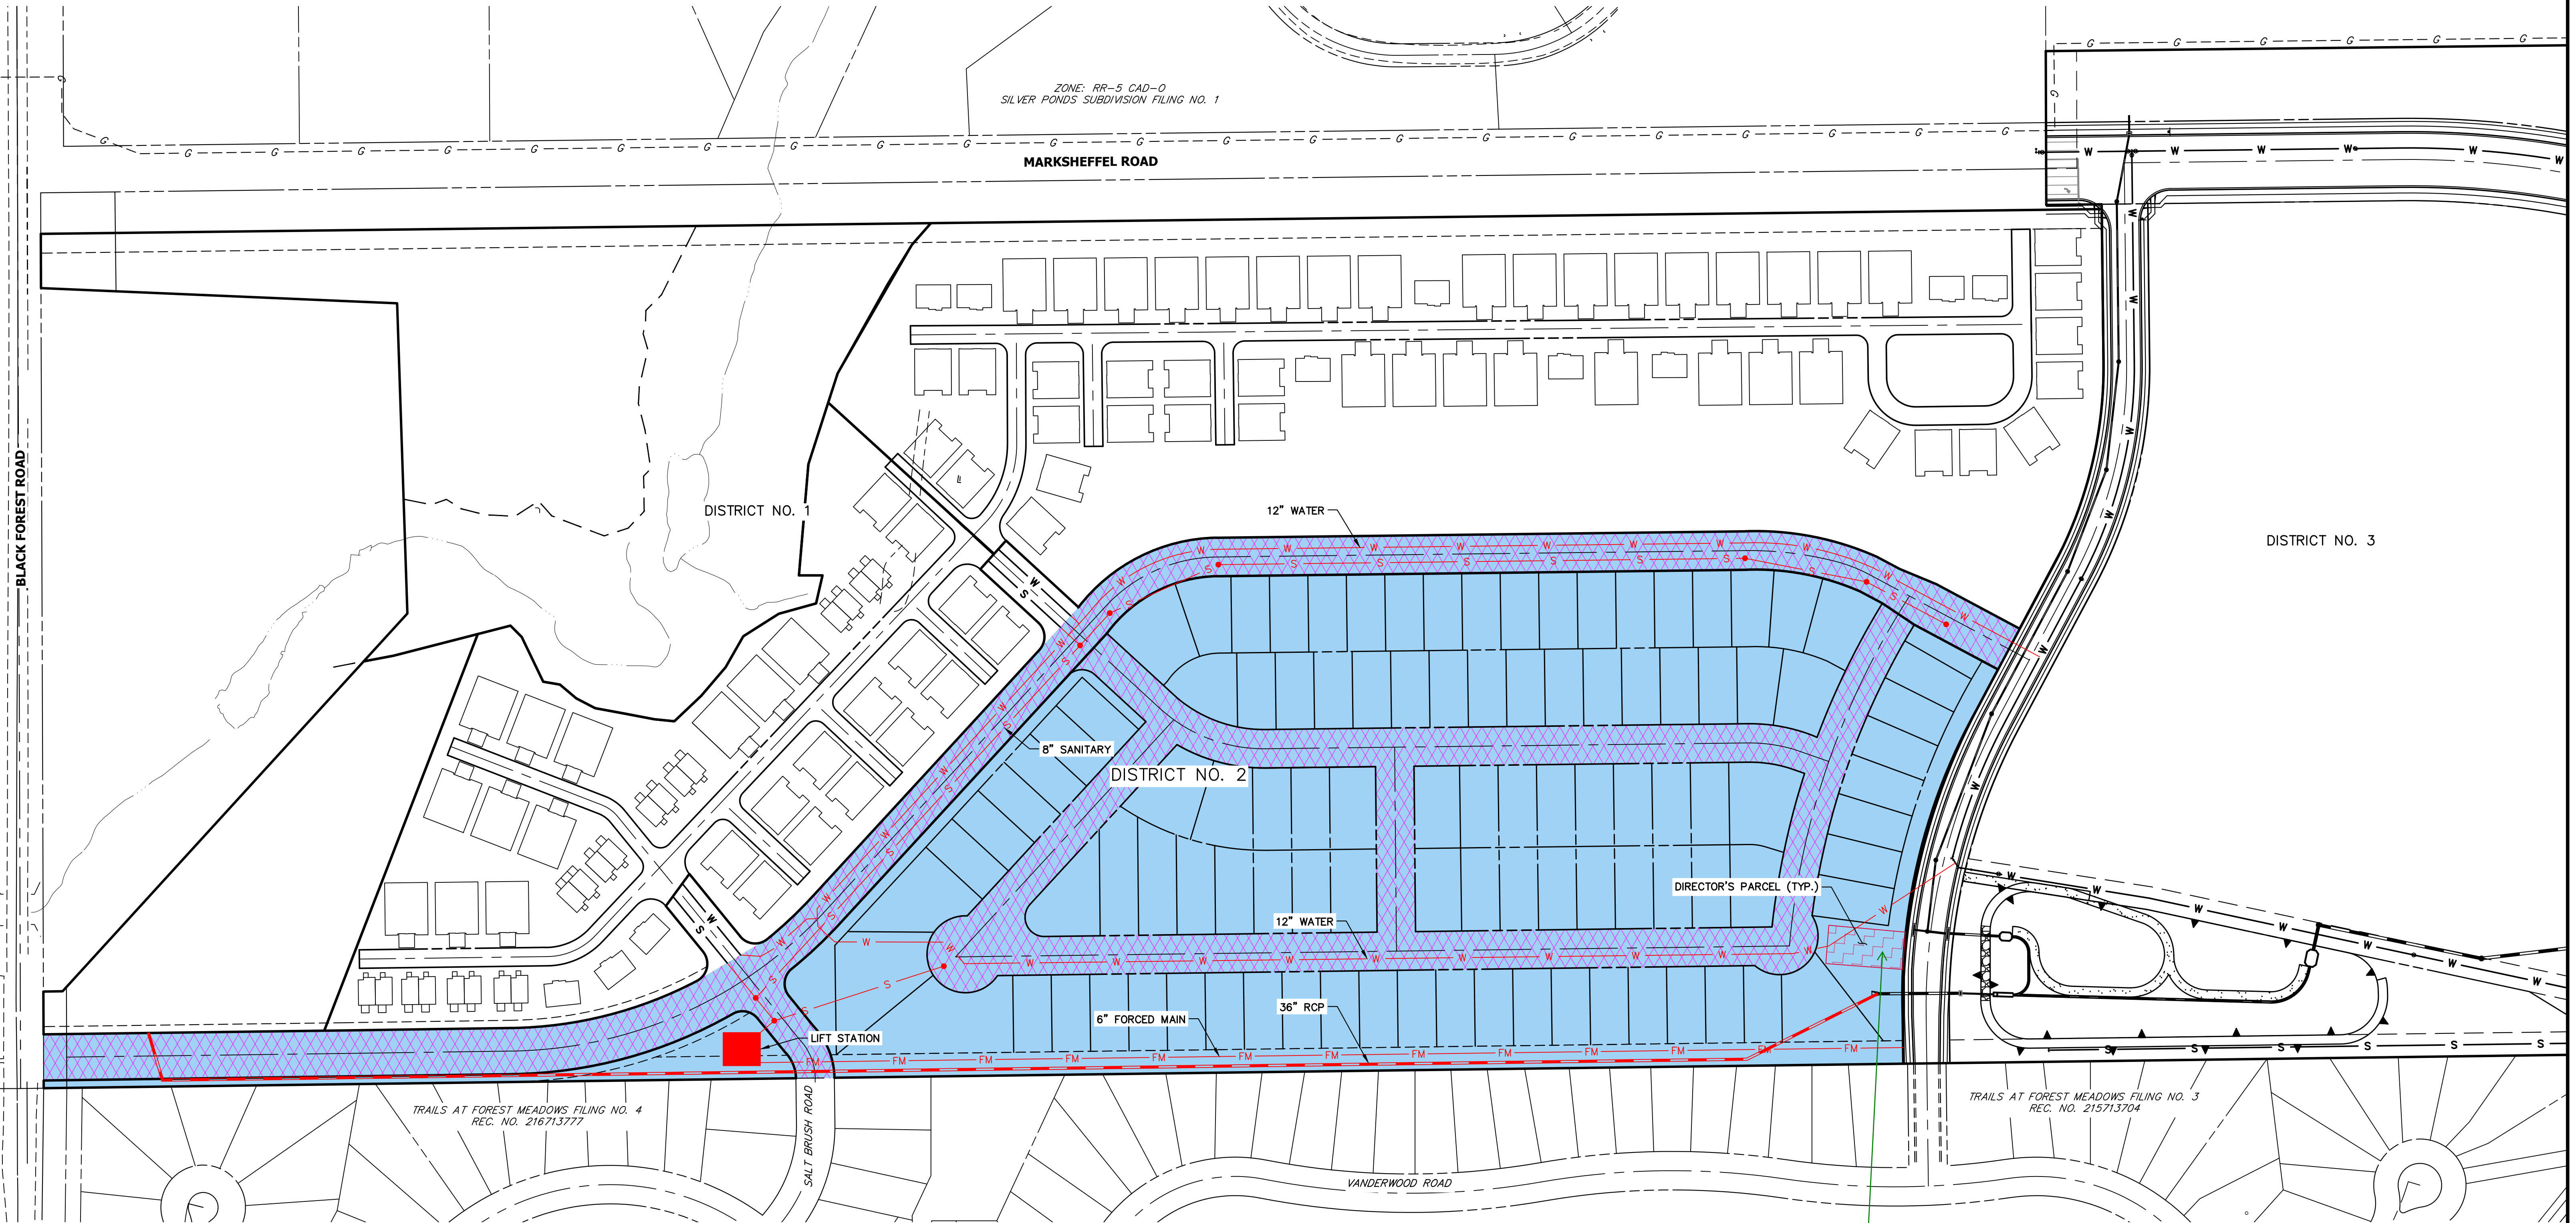 ZONE: RR-5 CAD-O
SILVER PONDS SUBDIVISION FILING NO. 1
MARKSHEFFEL ROAD
BLACK FOREST ROAD
DISTRICT NO. 1
12" WATER
DISTRICT NO. 3
8" SANITARY
DISTRICT NO. 2
DIRECTOR'S PARCEL (TYP.)
12" WATER
36" RCP
6" FORCED MAIN
LIFT STATION
TRAILS AT FOREST MEADOWS FILING NO. 4
REC. NO. 216713777
SALT BRUSH ROAD
TRAILS AT FOREST MEADOWS FILING NO. 3
REC. NO. 215713704
VANDERWOOD ROAD